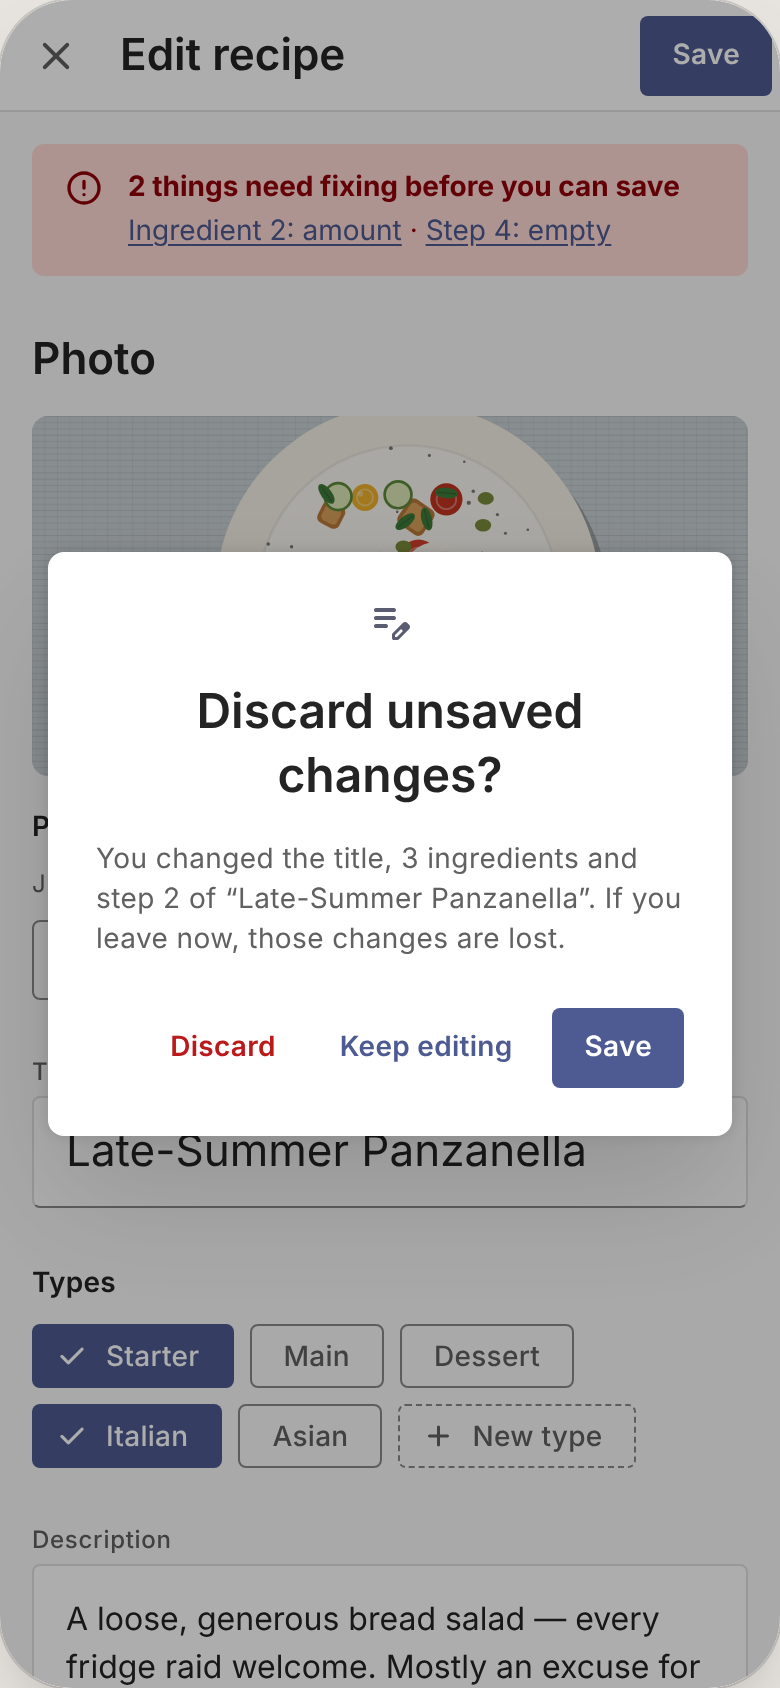 Edit recipe
Save
2 things need fixing before you can save
Ingredient 2: amount · Step 4: empty
Photo
Discard unsaved
changes?
You changed the title, 3 ingredients and
step 2 of “Late-Summer Panzanella”. If you
leave now, those changes are lost.
Discard
Keep editing
Save
Late-Summer Panzanella
Types
Starter
Main
Dessert
Italian
Asian
New type
Description
A loose, generous bread salad — every
fridge raid welcome. Mostly an excuse for